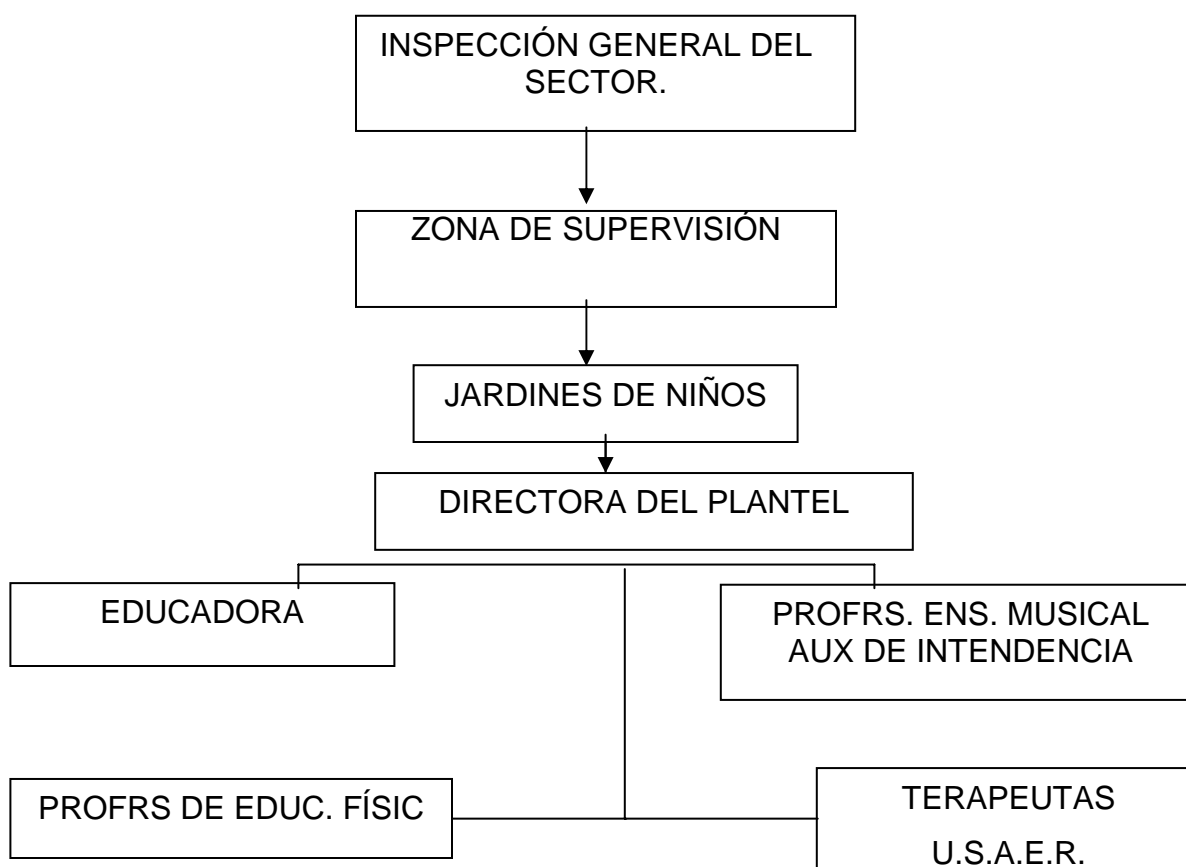 INSPECCIÓN GENERAL DEL
SECTOR.
ZONA DE SUPERVISIÓN
JARDINES DE NIÑOS
DIRECTORA DEL PLANTEL
EDUCADORA
PROFRS. ENS. MUSICAL
AUX DE INTENDENCIA
PROFRS DE EDUC. FÍSIC
TERAPEUTAS
U.S.A.E.R.